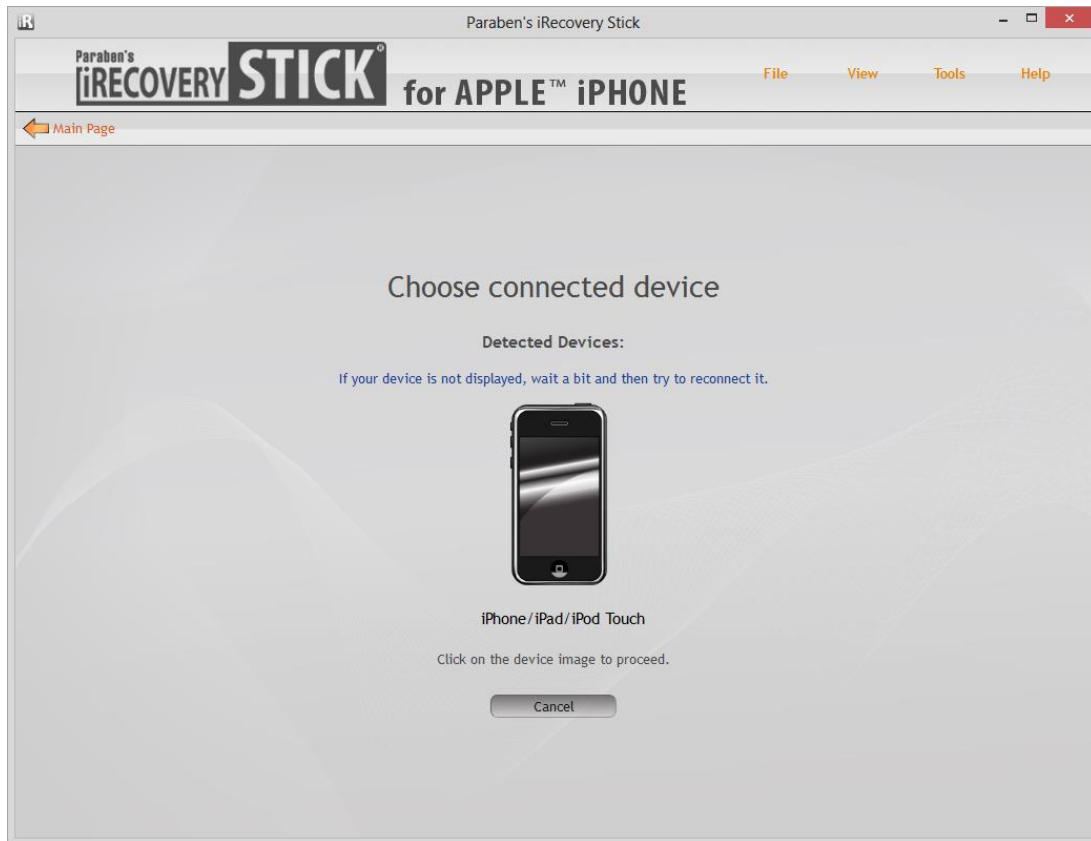 iR
Paraben's iRecovery Stick
Paraben's
iRECOVERY STICK® for APPLE™ iPHONE
File View Tools Help
Main Page
Choose connected device
Detected Devices:
If your device is not displayed, wait a bit and then try to reconnect it.
iPhone/iPad/iPod Touch
Click on the device image to proceed.
Cancel